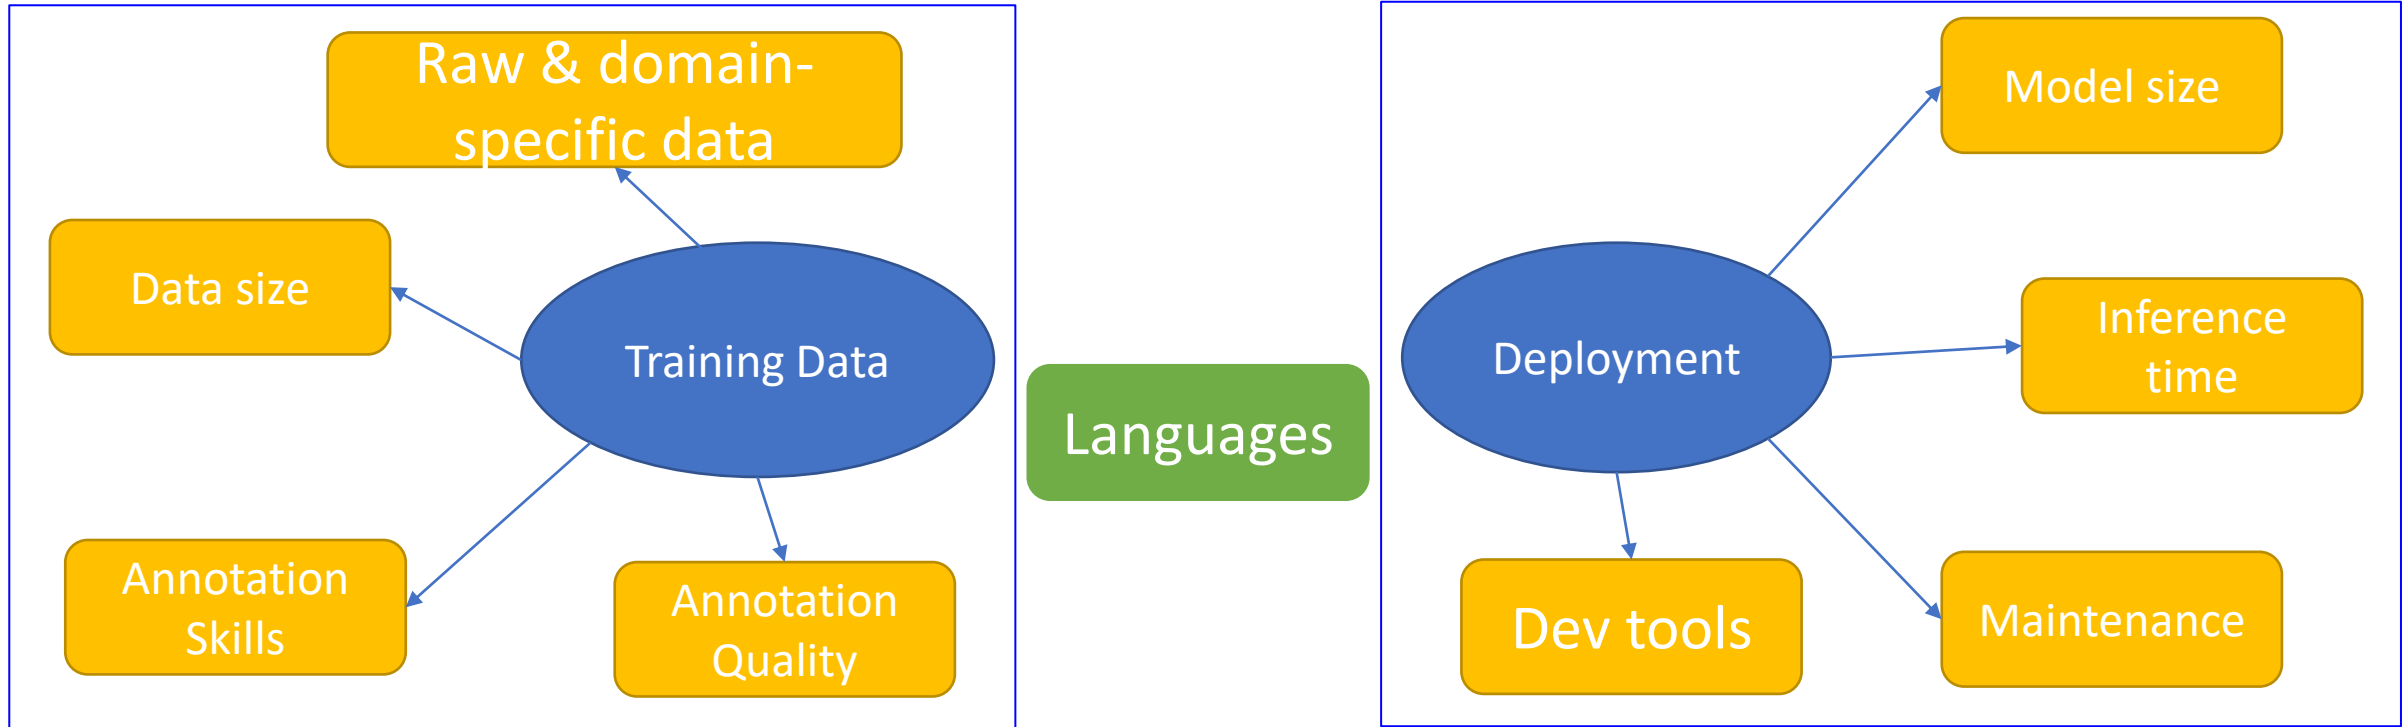 Raw & domain-
specific data
Data size
Training Data
Annotation
Skills
Annotation
Quality
Languages
Model size
Inference
time
Deployment
Dev tools
Maintenance